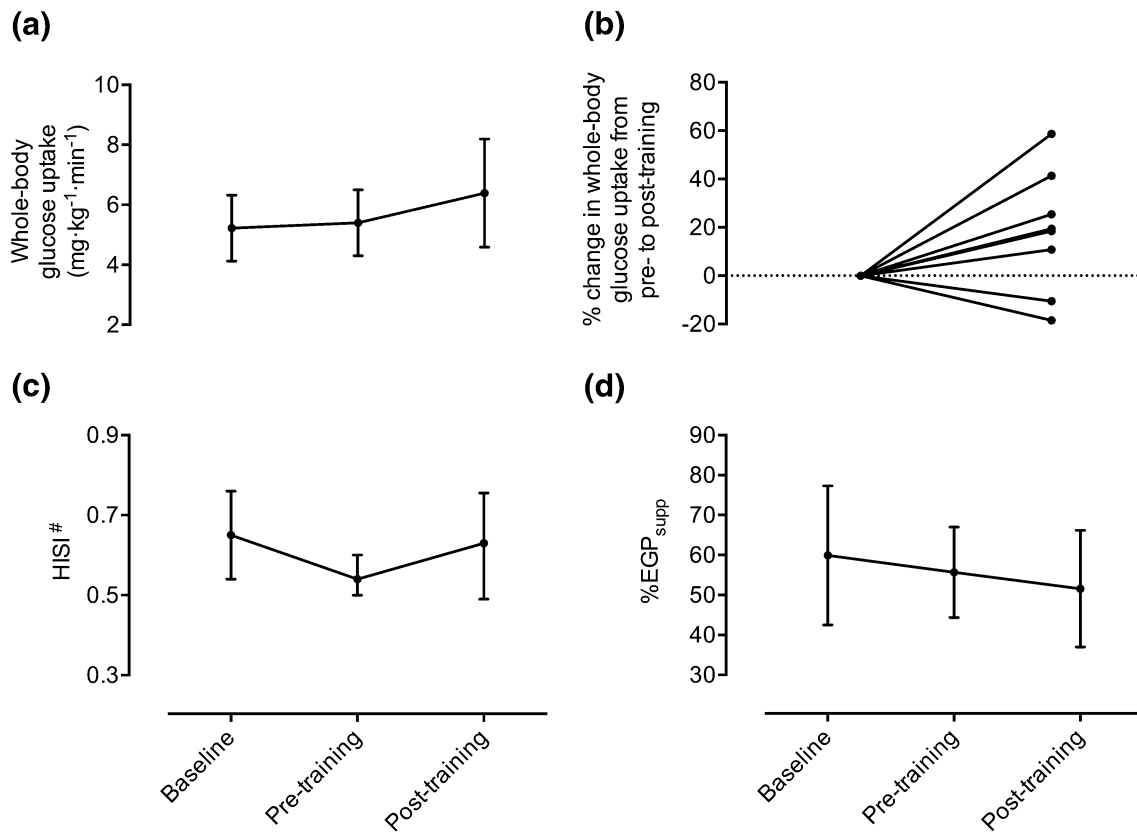 (a)
Whole-body
glucose uptake
(mg·kg⁻¹·min⁻¹)
10
8
6
4
2
(b)
% change in whole-body
glucose uptake from
pre- to post-training
80
60
40
20
0
-20
(c)
HISI#
0.9
0.7
0.5
0.3
Baseline
Pre-training
Post-training
(d)
%EGPsupp
90
80
70
60
50
40
30
Baseline
Pre-training
Post-training